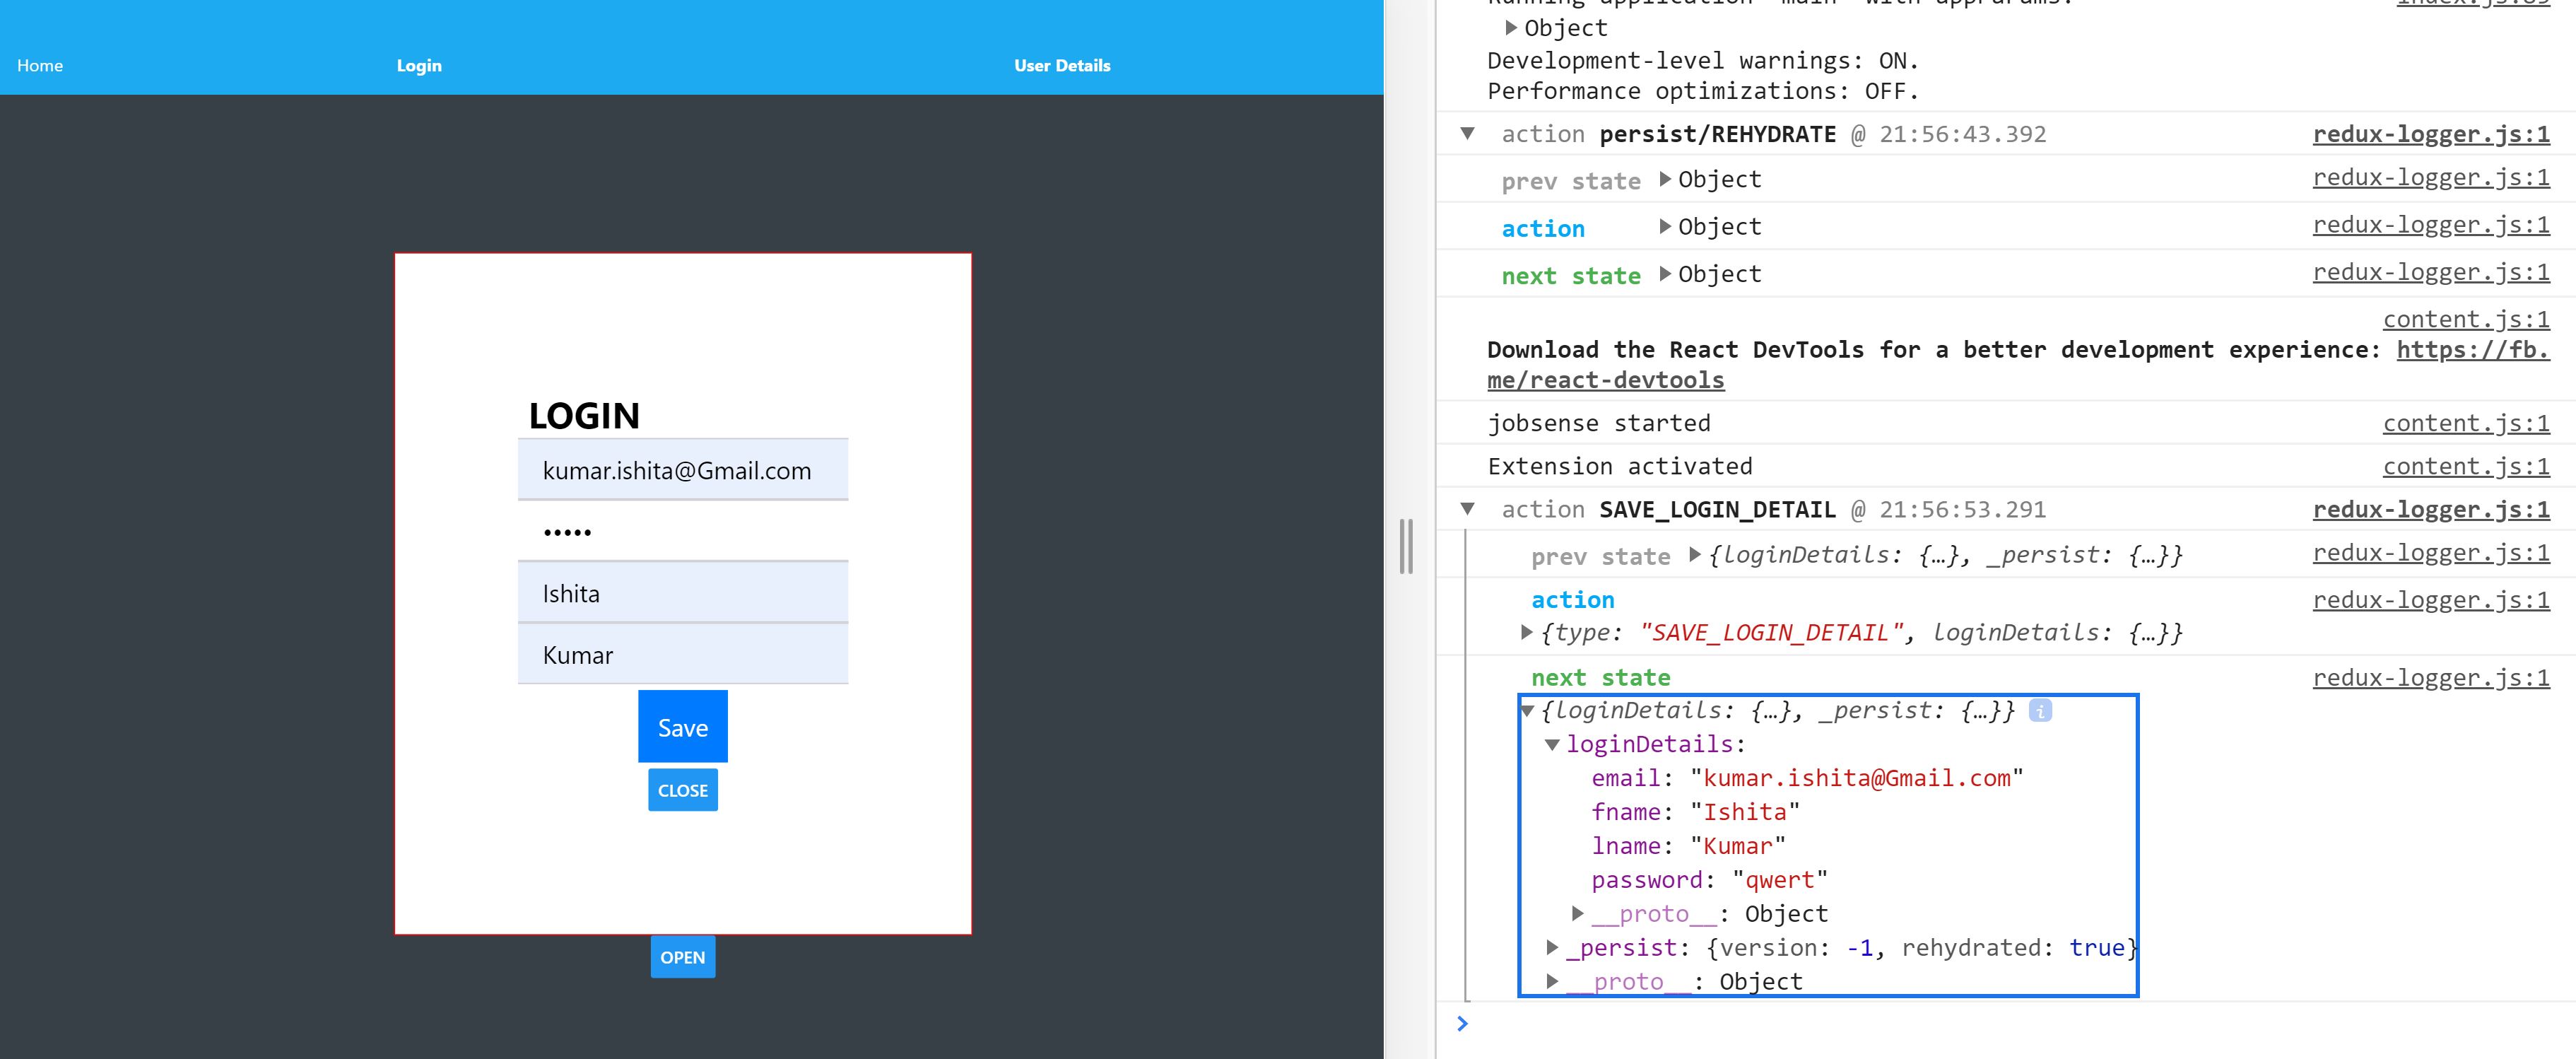 Home
Login
User Details
LOGIN
kumar.ishita@Gmail.com
•••••
Ishita
Kumar
Save
CLOSE
OPEN
Object
Development-level warnings: ON.
Performance optimizations: OFF.
action persist/REHYDRATE @ 21:56:43.392 redux-logger.js:1
prev state Object redux-logger.js:1
action Object redux-logger.js:1
next state Object redux-logger.js:1
content.js:1
Download the React DevTools for a better development experience: https://fb.
me/react-devtools
jobsense started content.js:1
Extension activated content.js:1
action SAVE_LOGIN_DETAIL @ 21:56:53.291 redux-logger.js:1
prev state {loginDetails: {…}, _persist: {…}} redux-logger.js:1
action redux-logger.js:1
{type: "SAVE_LOGIN_DETAIL", loginDetails: {…}}
next state redux-logger.js:1
{loginDetails: {…}, _persist: {…}} i
loginDetails:
email: "kumar.ishita@Gmail.com"
fname: "Ishita"
lname: "Kumar"
password: "qwert"
__proto__: Object
_persist: {version: -1, rehydrated: true}
__proto__: Object